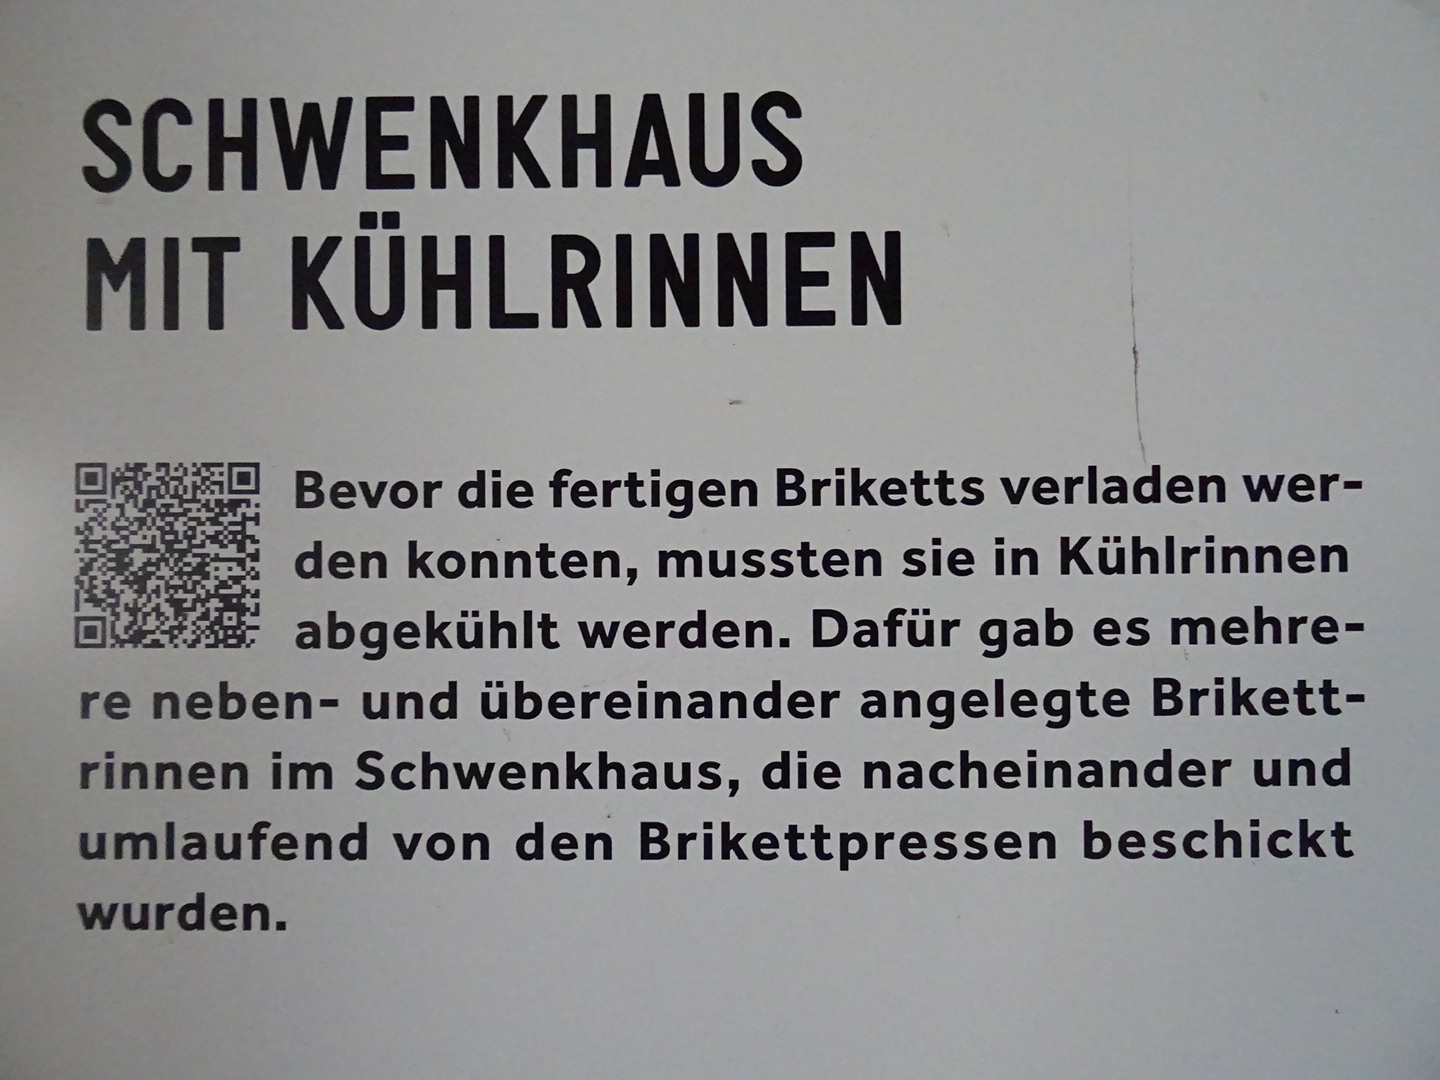 SCHWENKHAUS
MIT KÜHLRINNEN
Bevor die fertigen Briketts verladen wer-
den konnten, mussten sie in Kühlrinnen
abgekühlt werden. Dafür gab es mehre-
re neben- und übereinander angelegte Brikett-
rinnen im Schwenkhaus, die nacheinander und
umlaufend von den Brikettpressen beschickt
wurden.